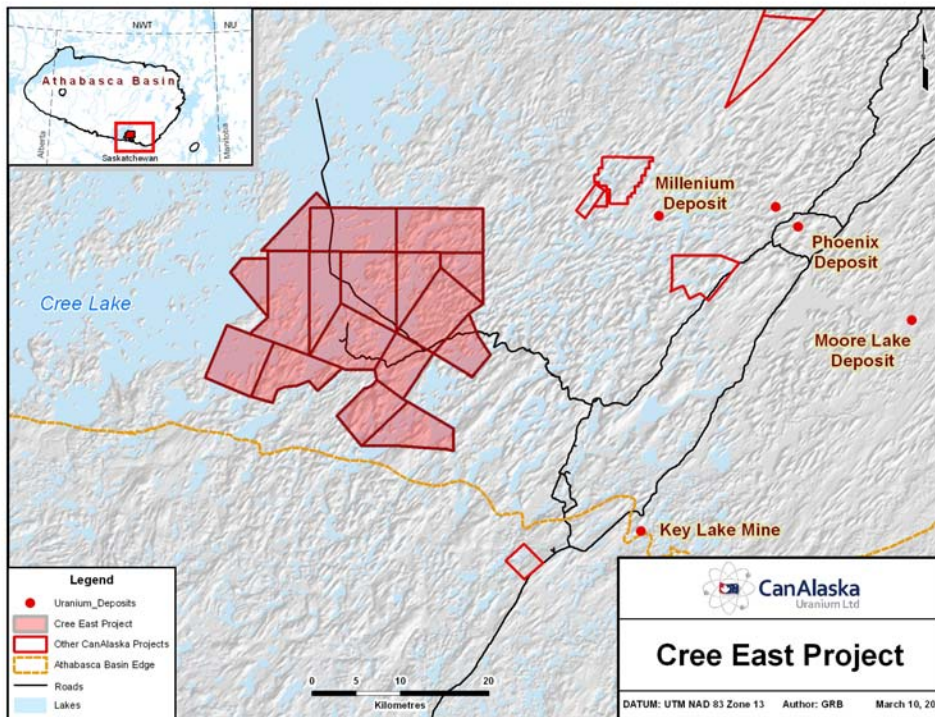 NWT
NU
Athabasca Basin
Alberta
Saskatchewan
Manitoba
Millenium
Deposit
Phoenix
Deposit
Cree Lake
Moore Lake
Deposit
Key Lake Mine
Legend
Uranium_Deposits
Cree East Project
Other CanAlaska Projects
Athabasca Basin Edge
Roads
Lakes
0 5 10 20
Kilometres
CanAlaska
Uranium Ltd
Cree East Project
DATUM: UTM NAD 83 Zone 13 Author: GRB March 10, 20